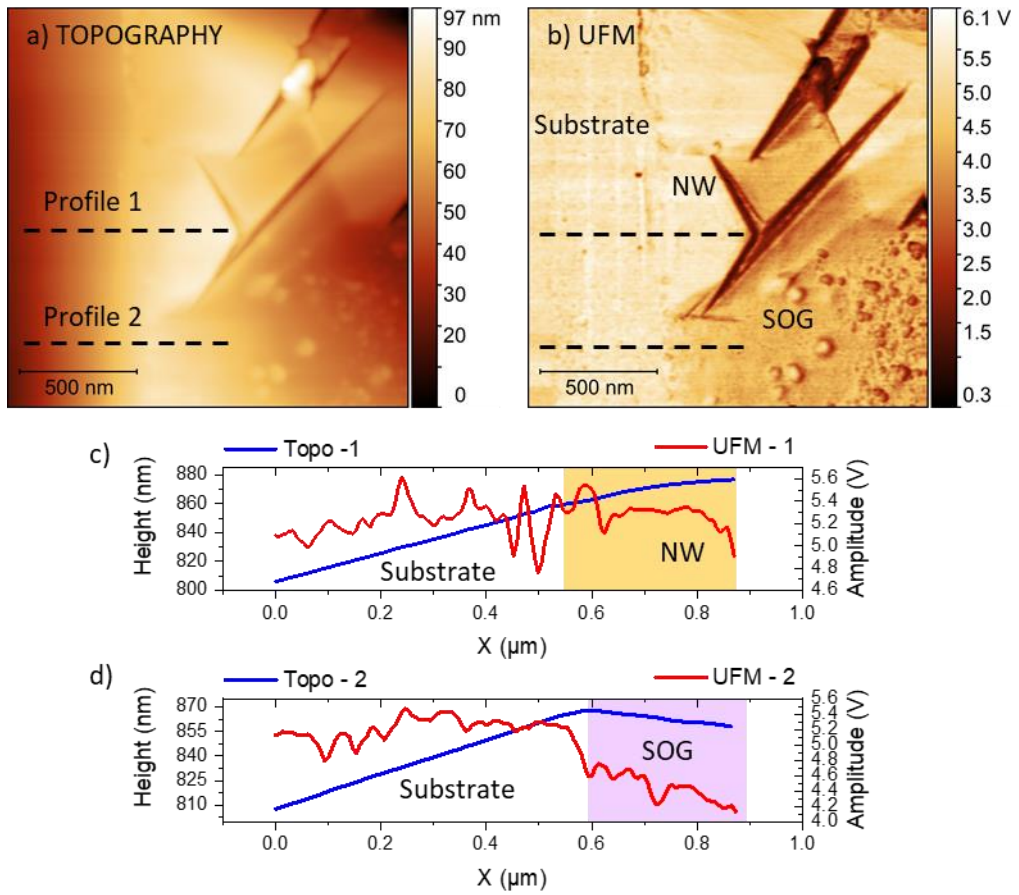 a) TOPOGRAPHY
Profile 1
Profile 2
500 nm
97 nm
90
80
70
60
50
40
30
20
0
b) UFM
Substrate
NW
SOG
500 nm
6.1 V
5.5
5.0
4.5
4.0
3.5
3.0
2.5
2.0
1.5
0.3
c)
Topo -1
UFM - 1
Height (nm)
880
860
840
820
800
Substrate
NW
5.6
5.4
5.2
5.0
4.8
4.6
Amplitude (V)
0.0 0.2 0.4 0.6 0.8 1.0
X (µm)
d)
Topo - 2
UFM - 2
Height (nm)
870
855
840
825
810
Substrate
SOG
5.6
5.4
5.2
5.0
4.8
4.6
4.4
4.2
4.0
Amplitude (V)
0.0 0.2 0.4 0.6 0.8 1.0
X (µm)